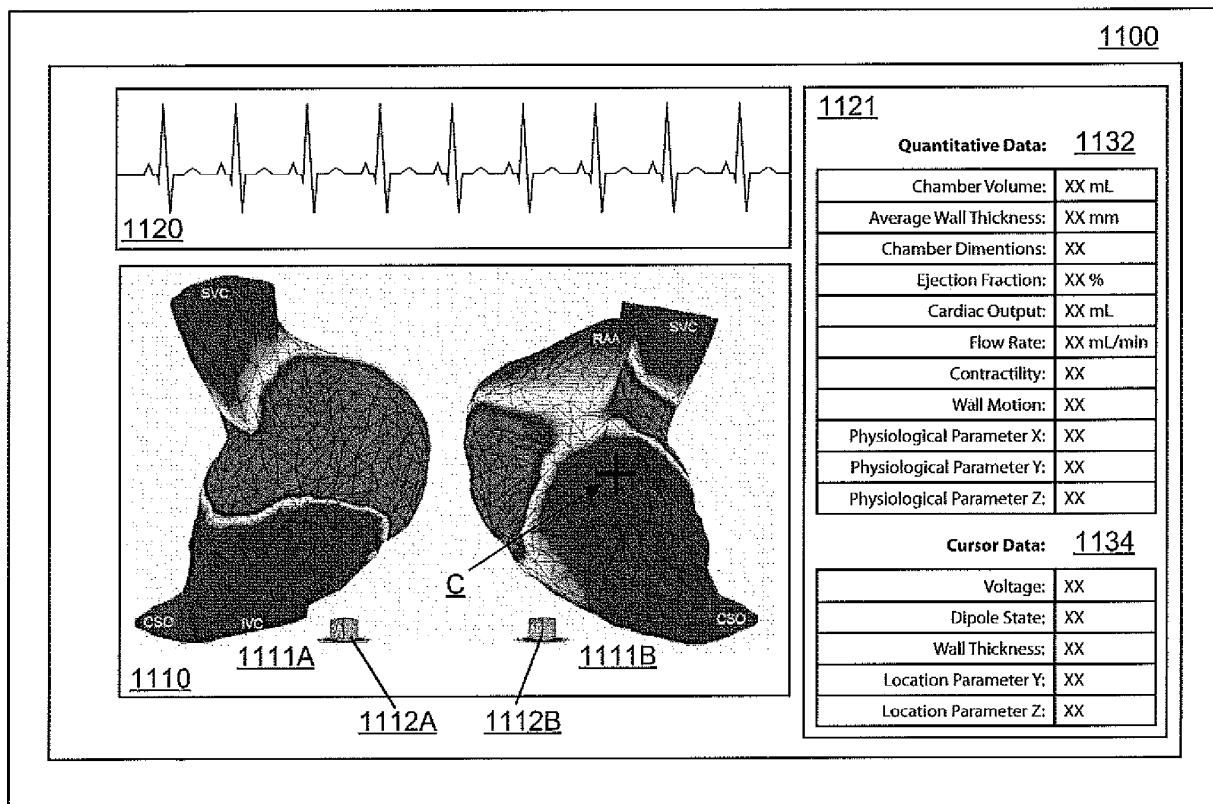 1100
1120
1121
Quantitative Data: 1132
Chamber Volume: XX mL
Average Wall Thickness: XX mm
Chamber Dimentions: XX
Ejection Fraction: XX %
Cardiac Output: XX mL
Flow Rate: XX mL/min
Contractility: XX
Wall Motion: XX
Physiological Parameter X: XX
Physiological Parameter Y: XX
Physiological Parameter Z: XX
Cursor Data: 1134
Voltage: XX
Dipole State: XX
Wall Thickness: XX
Location Parameter Y: XX
Location Parameter Z: XX
SVC
SVC
RAA
C
CSO
IVC
CSO
1111A
1111B
1110
1112A
1112B